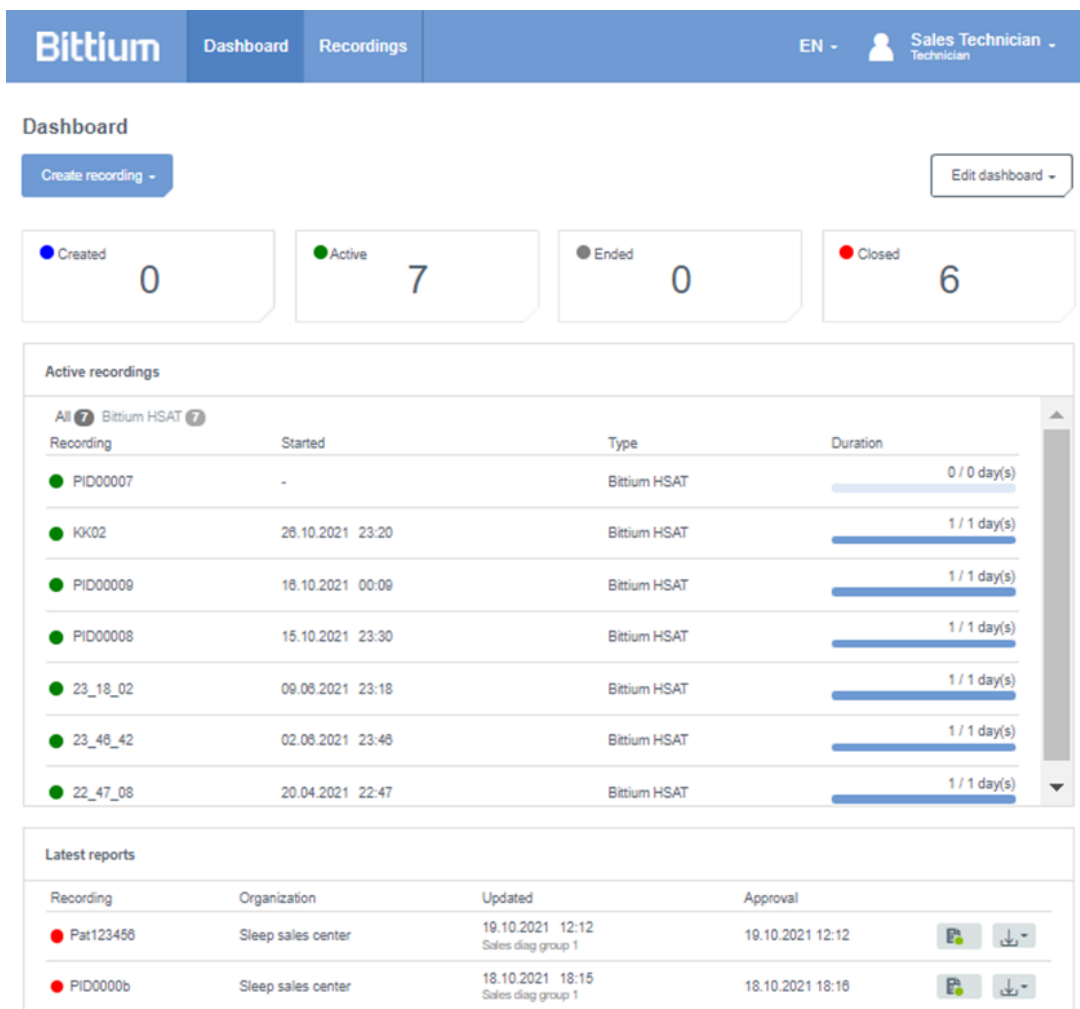 Bittium Dashboard Recordings EN Sales Technician
Technician
Dashboard
Create recording Edit dashboard
Created Active Ended Closed
0 7 0 6
Active recordings
All 7 Bittium HSAT 7
Recording Started Type Duration
PID00007 - Bittium HSAT 0 / 0 day(s)
KK02 26.10.2021 23:20 Bittium HSAT 1 / 1 day(s)
PID00009 16.10.2021 00:09 Bittium HSAT 1 / 1 day(s)
PID00008 15.10.2021 23:30 Bittium HSAT 1 / 1 day(s)
23_18_02 09.06.2021 23:18 Bittium HSAT 1 / 1 day(s)
23_46_42 02.06.2021 23:46 Bittium HSAT 1 / 1 day(s)
22_47_08 20.04.2021 22:47 Bittium HSAT 1 / 1 day(s)
Latest reports
Recording Organization Updated Approval
Pat123456 Sleep sales center 19.10.2021 12:12 19.10.2021 12:12
Sales diag group 1
PID0000b Sleep sales center 18.10.2021 18:15 18.10.2021 18:16
Sales diag group 1